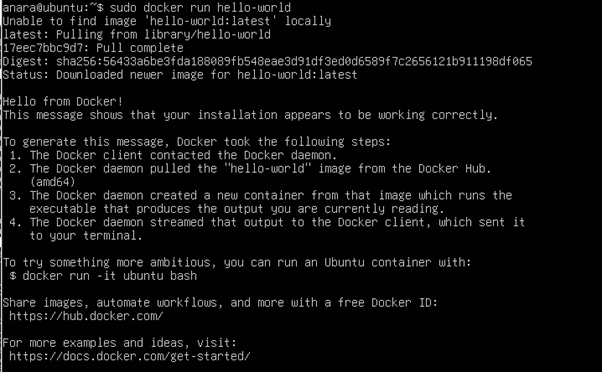 anara@ubuntu:~$ sudo docker run hello-world
Unable to find image 'hello-world:latest' locally
latest: Pulling from library/hello-world
17eec7bbc9d7: Pull complete
Digest: sha256:56433a6be3fda188089fb548eae3d91df3ed0d6589f7c2656121b911198df065
Status: Downloaded newer image for hello-world:latest

Hello from Docker!
This message shows that your installation appears to be working correctly.

To generate this message, Docker took the following steps:
 1. The Docker client contacted the Docker daemon.
 2. The Docker daemon pulled the "hello-world" image from the Docker Hub.
    (amd64)
 3. The Docker daemon created a new container from that image which runs the
    executable that produces the output you are currently reading.
 4. The Docker daemon streamed that output to the Docker client, which sent it
    to your terminal.

To try something more ambitious, you can run an Ubuntu container with:
 $ docker run -it ubuntu bash

Share images, automate workflows, and more with a free Docker ID:
 https://hub.docker.com/

For more examples and ideas, visit:
 https://docs.docker.com/get-started/